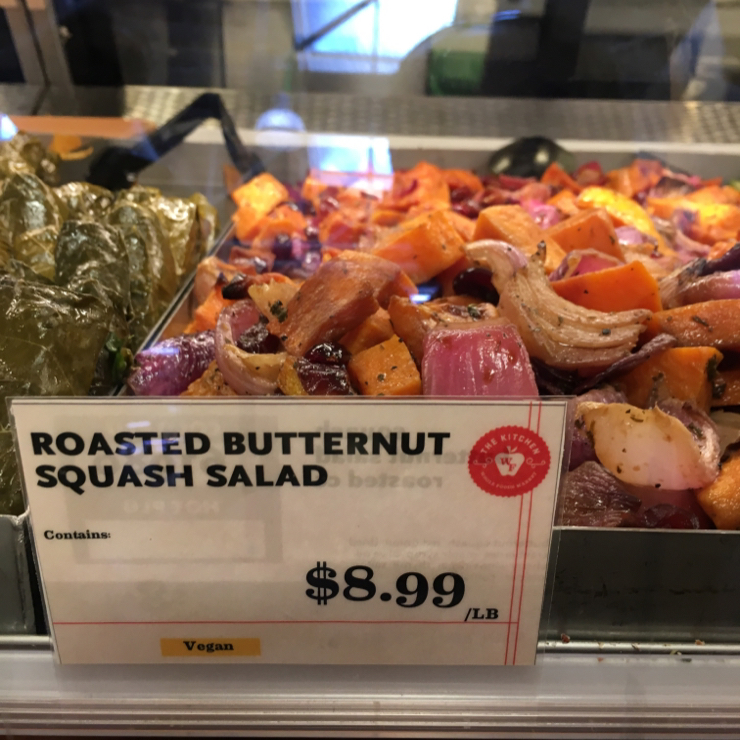 ROASTED BUTTERNUT
SQUASH SALAD
THE KITCHEN
Contains:
$8.99
/LB
Vegan